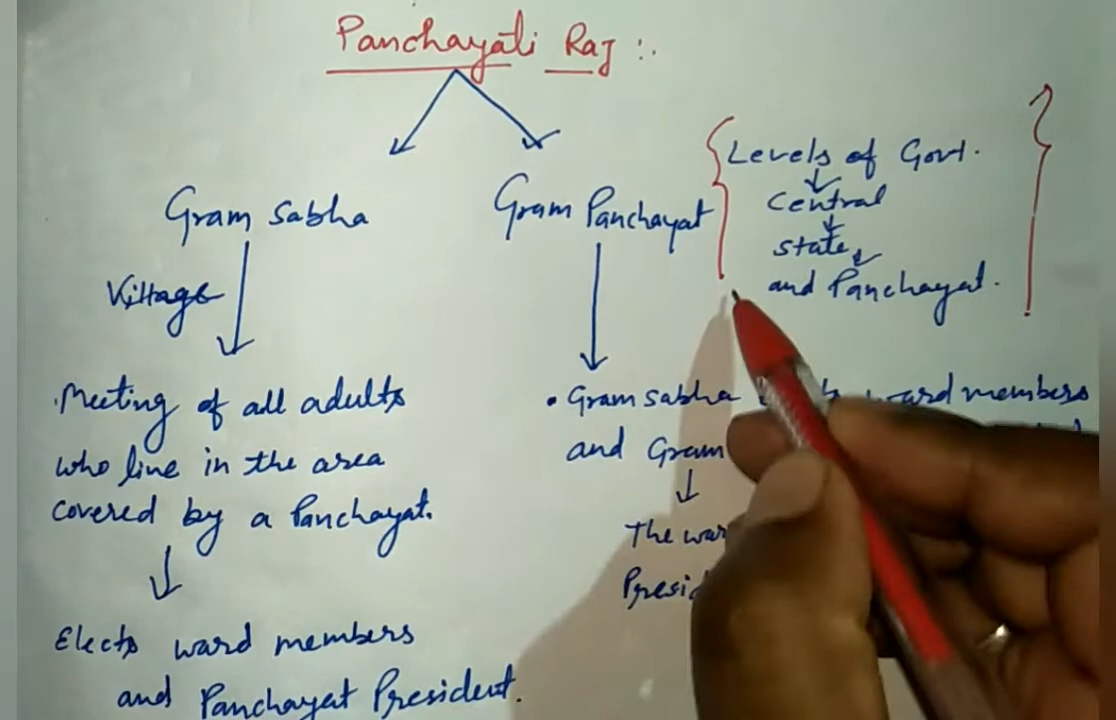 Panchayati Raj :.
Gram Sabha
Gram Panchayat
Levels of Govt.
Central
state
and Panchayat.
Village
Meeting of all adults
who line in the area
covered by a Panchayat.
Elects ward members
and Panchayat President.
• Gram sabha ward members
and Gram
The war
Presid